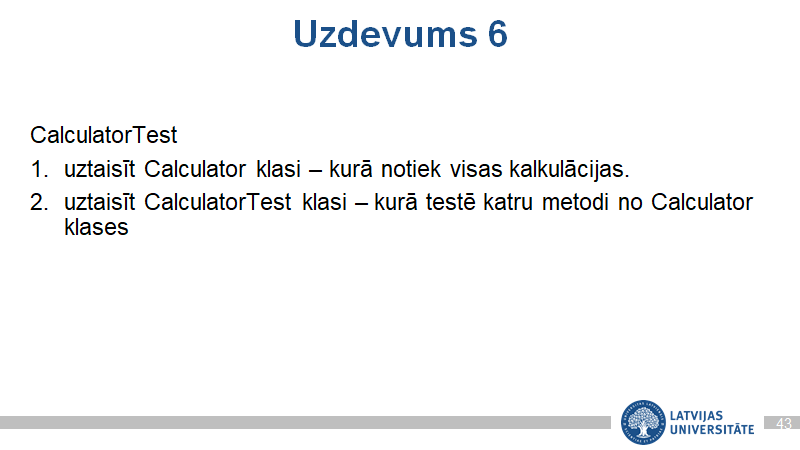 Uzdevums 6
CalculatorTest
1. uztaisīt Calculator klasi – kurā notiek visas kalkulācijas.
2. uztaisīt CalculatorTest klasi – kurā testē katru metodi no Calculator
klases
LATVIJAS
UNIVERSITĀTE
43